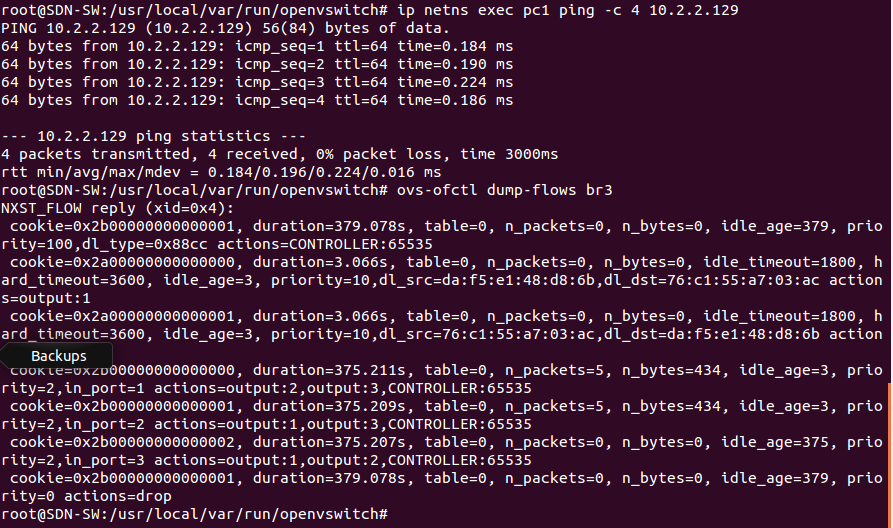 root@SDN-SW:/usr/local/var/run/openvswitch# ip netns exec pc1 ping -c 4 10.2.2.129
PING 10.2.2.129 (10.2.2.129) 56(84) bytes of data.
64 bytes from 10.2.2.129: icmp_seq=1 ttl=64 time=0.184 ms
64 bytes from 10.2.2.129: icmp_seq=2 ttl=64 time=0.190 ms
64 bytes from 10.2.2.129: icmp_seq=3 ttl=64 time=0.224 ms
64 bytes from 10.2.2.129: icmp_seq=4 ttl=64 time=0.186 ms
--- 10.2.2.129 ping statistics ---
4 packets transmitted, 4 received, 0% packet loss, time 3000ms
rtt min/avg/max/mdev = 0.184/0.196/0.224/0.016 ms
root@SDN-SW:/usr/local/var/run/openvswitch# ovs-ofctl dump-flows br3
NXST_FLOW reply (xid=0x4):
cookie=0x2b00000000000001, duration=379.078s, table=0, n_packets=0, n_bytes=0, idle_age=379, prio
rity=100,dl_type=0x88cc actions=CONTROLLER:65535
cookie=0x2a00000000000000, duration=3.066s, table=0, n_packets=0, n_bytes=0, idle_timeout=1800, h
ard_timeout=3600, idle_age=3, priority=10,dl_src=da:f5:e1:48:d8:6b,dl_dst=76:c1:55:a7:03:ac action
s=output:1
cookie=0x2a00000000000001, duration=3.066s, table=0, n_packets=0, n_bytes=0, idle_timeout=1800, h
ard_timeout=3600, idle_age=3, priority=10,dl_src=76:c1:55:a7:03:ac,dl_dst=da:f5:e1:48:d8:6b action
Backups
cookie=0x2b00000000000000, duration=375.211s, table=0, n_packets=5, n_bytes=434, idle_age=3, prio
rity=2,in_port=1 actions=output:2,output:3,CONTROLLER:65535
cookie=0x2b00000000000001, duration=375.209s, table=0, n_packets=5, n_bytes=434, idle_age=3, prio
rity=2,in_port=2 actions=output:1,output:3,CONTROLLER:65535
cookie=0x2b00000000000002, duration=375.207s, table=0, n_packets=0, n_bytes=0, idle_age=375, prio
rity=2,in_port=3 actions=output:1,output:2,CONTROLLER:65535
cookie=0x2b00000000000001, duration=379.078s, table=0, n_packets=0, n_bytes=0, idle_age=379, prio
rity=0 actions=drop
root@SDN-SW:/usr/local/var/run/openvswitch#